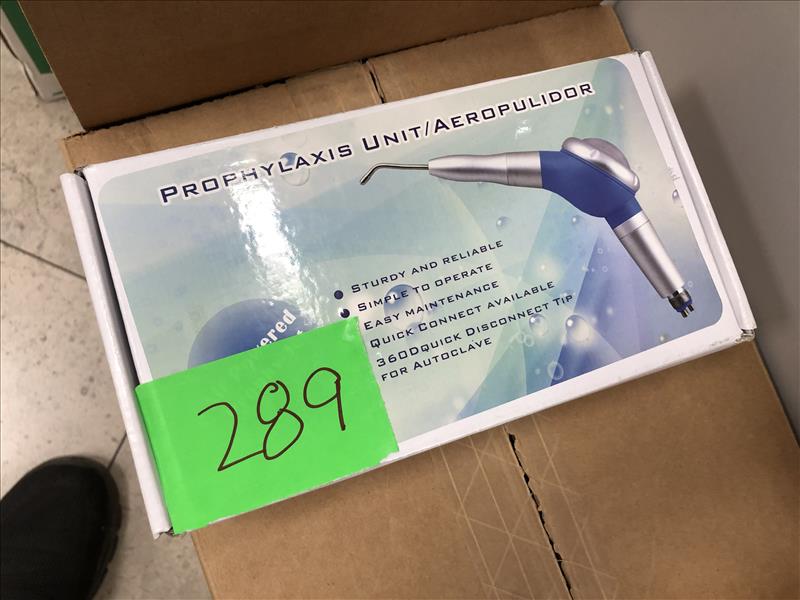 PROPHYLAXIS UNIT/AEROPULIDOR
STURDY AND RELIABLE
SIMPLE TO OPERATE
EASY MAINTENANCE
QUICK CONNECT AVAILABLE
360DQUICK DISCONNECT TIP
FOR AUTOCLAVE
289